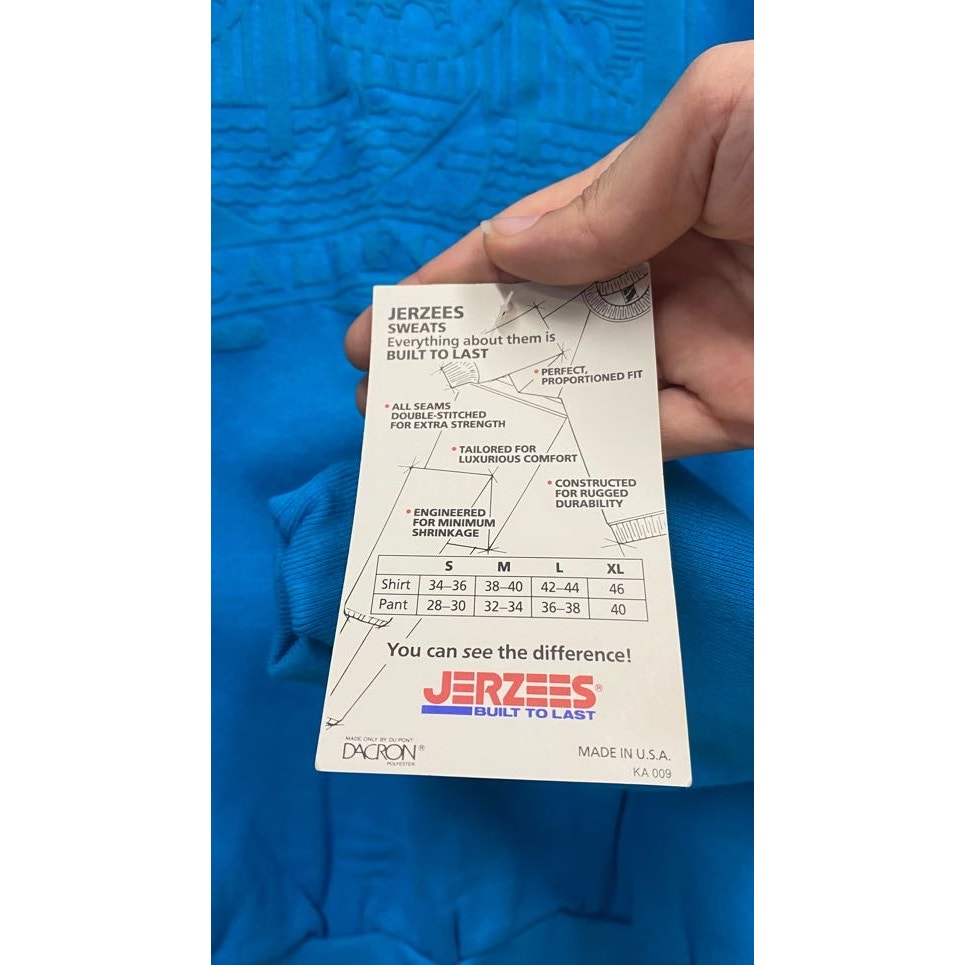 JERZEES
SWEATS
Everything about them is
BUILT TO LAST
• PERFECT,
PROPORTIONED FIT
• ALL SEAMS
DOUBLE-STITCHED
FOR EXTRA STRENGTH
• TAILORED FOR
LUXURIOUS COMFORT
• CONSTRUCTED
FOR RUGGED
DURABILITY
• ENGINEERED
FOR MINIMUM
SHRINKAGE
S M L XL
Shirt 34–36 38–40 42–44 46
Pant 28–30 32–34 36–38 40
You can see the difference!
JERZEES®
BUILT TO LAST
MADE ONLY BY DU PONT
DACRON®
POLYESTER
MADE IN U.S.A.
KA 009